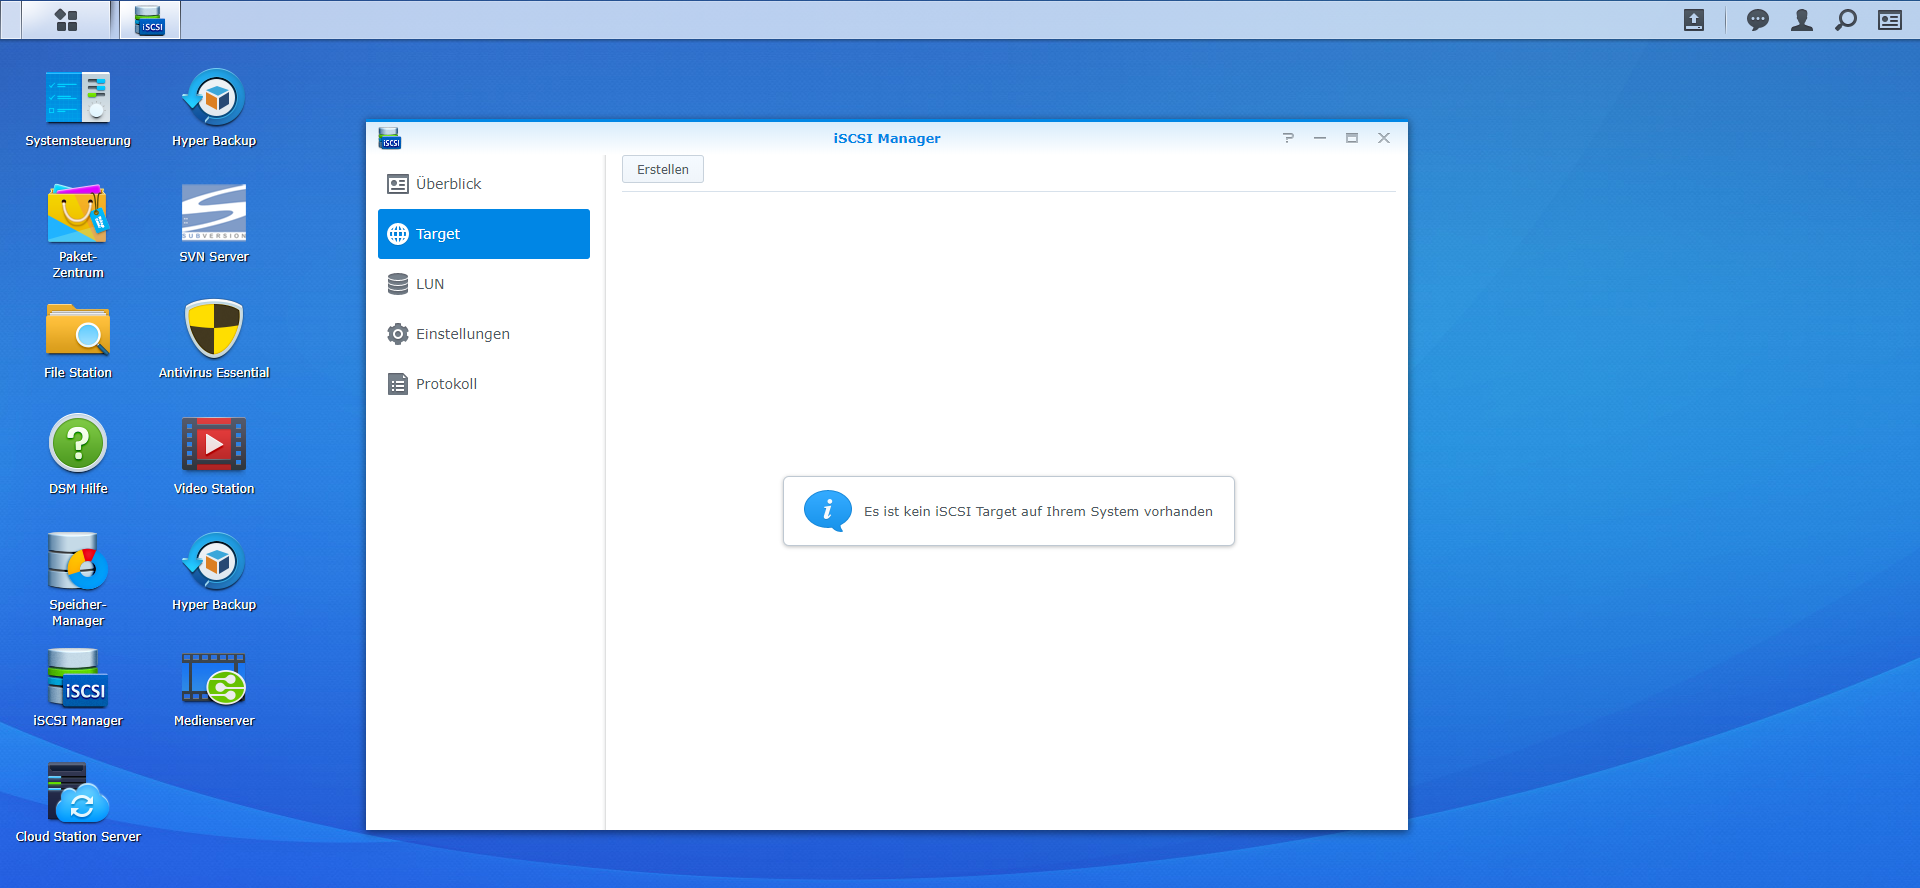 iSCSI
Systemsteuerung
Hyper Backup
Paket-
Zentrum
SUBVERSION
SVN Server
File Station
Antivirus Essential
DSM Hilfe
Video Station
Speicher-
Manager
Hyper Backup
iSCSI
iSCSI Manager
Medienserver
Cloud Station Server
iSCSI
iSCSI Manager
Überblick
Target
LUN
Einstellungen
Protokoll
Erstellen
Es ist kein iSCSI Target auf Ihrem System vorhanden